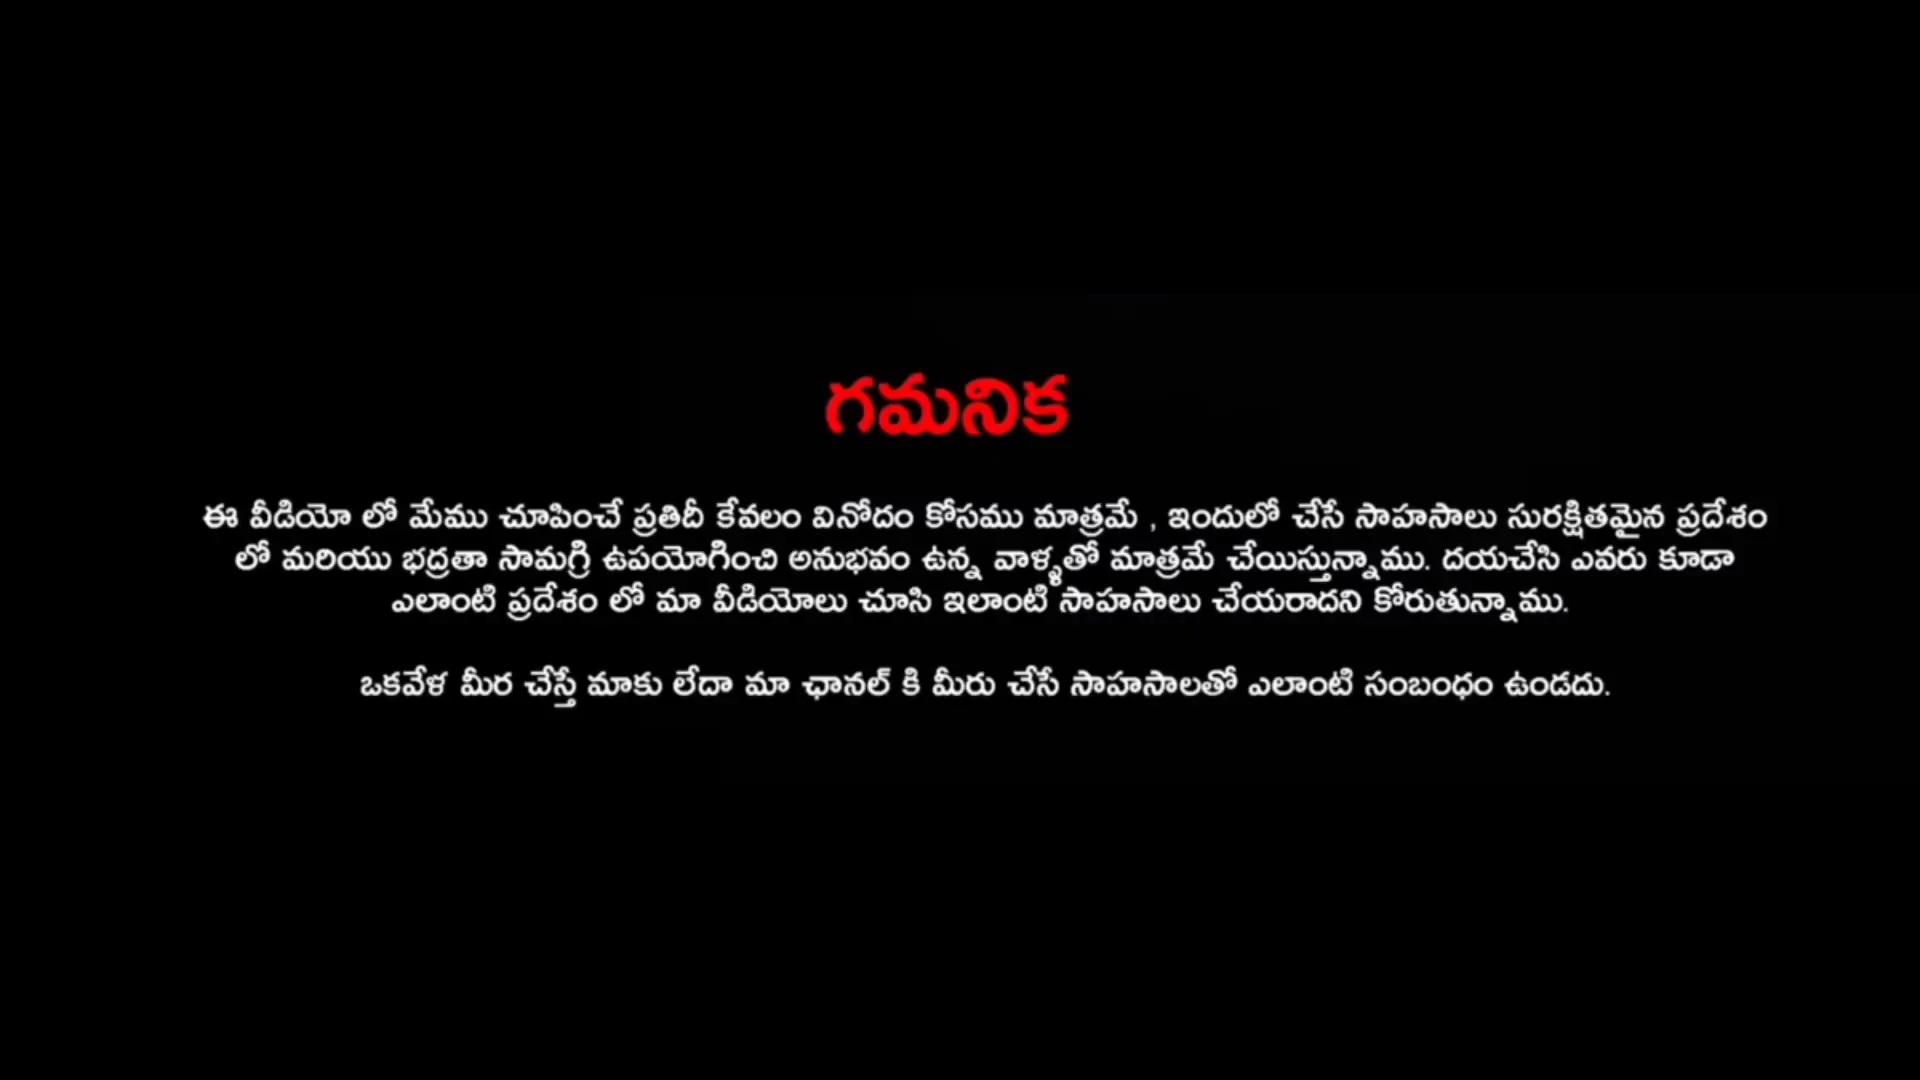 గమనిక
ఈ వీడియో లో మేము చూపించే ప్రతిదీ కేవలం వినోదం కోసము మాత్రమే , ఇందులో చేసే సాహసాలు సురక్షితమైన ప్రదేశం
లో మరియు భద్రతా సామగ్రి ఉపయోగించి అనుభవం ఉన్న వాళ్ళతో మాత్రమే చేయిస్తున్నాము. దయచేసి ఎవరు కూడా
ఎలాంటి ప్రదేశం లో మా వీడియోలు చూసి ఇలాంటి సాహసాలు చేయరాదని కోరుతున్నాము.
ఒకవేళ మీర చేస్తే మాకు లేదా మా ఛానల్ కి మీరు చేసే సాహసాలతో ఎలాంటి సంబంధం ఉండదు.